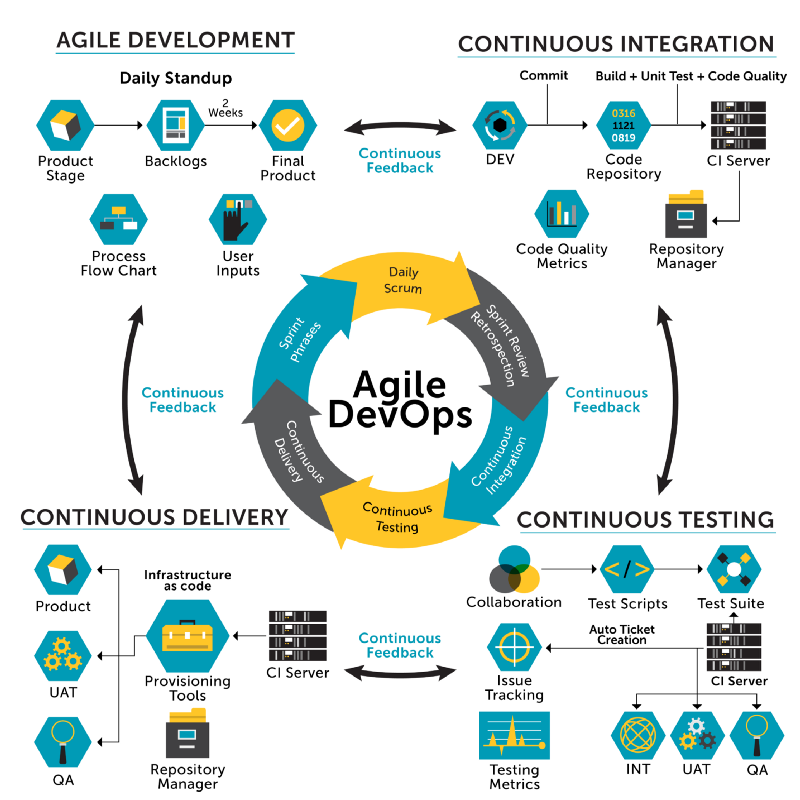 AGILE DEVELOPMENT
Daily Standup
2
Weeks
Product
Stage
Backlogs
Final
Product
Process
Flow Chart
User
Inputs
Continuous
Feedback
CONTINUOUS INTEGRATION
Commit
Build + Unit Test + Code Quality
0316
1121
0819
DEV
Code
Repository
CI Server
Code Quality
Metrics
Repository
Manager
Daily
Scrum
Sprint Review
Retrospection
Continuous
Integration
Continuous
Testing
Continuous
Delivery
Sprint
Phrases
Agile
DevOps
Continuous
Feedback
Continuous
Feedback
CONTINUOUS DELIVERY
Product
Infrastructure
as code
UAT
Provisioning
Tools
CI Server
QA
Repository
Manager
Continuous
Feedback
CONTINUOUS TESTING
Collaboration
Test Scripts
</>
Test Suite
Auto Ticket
Creation
Issue
Tracking
CI Server
Testing
Metrics
INT
UAT
QA